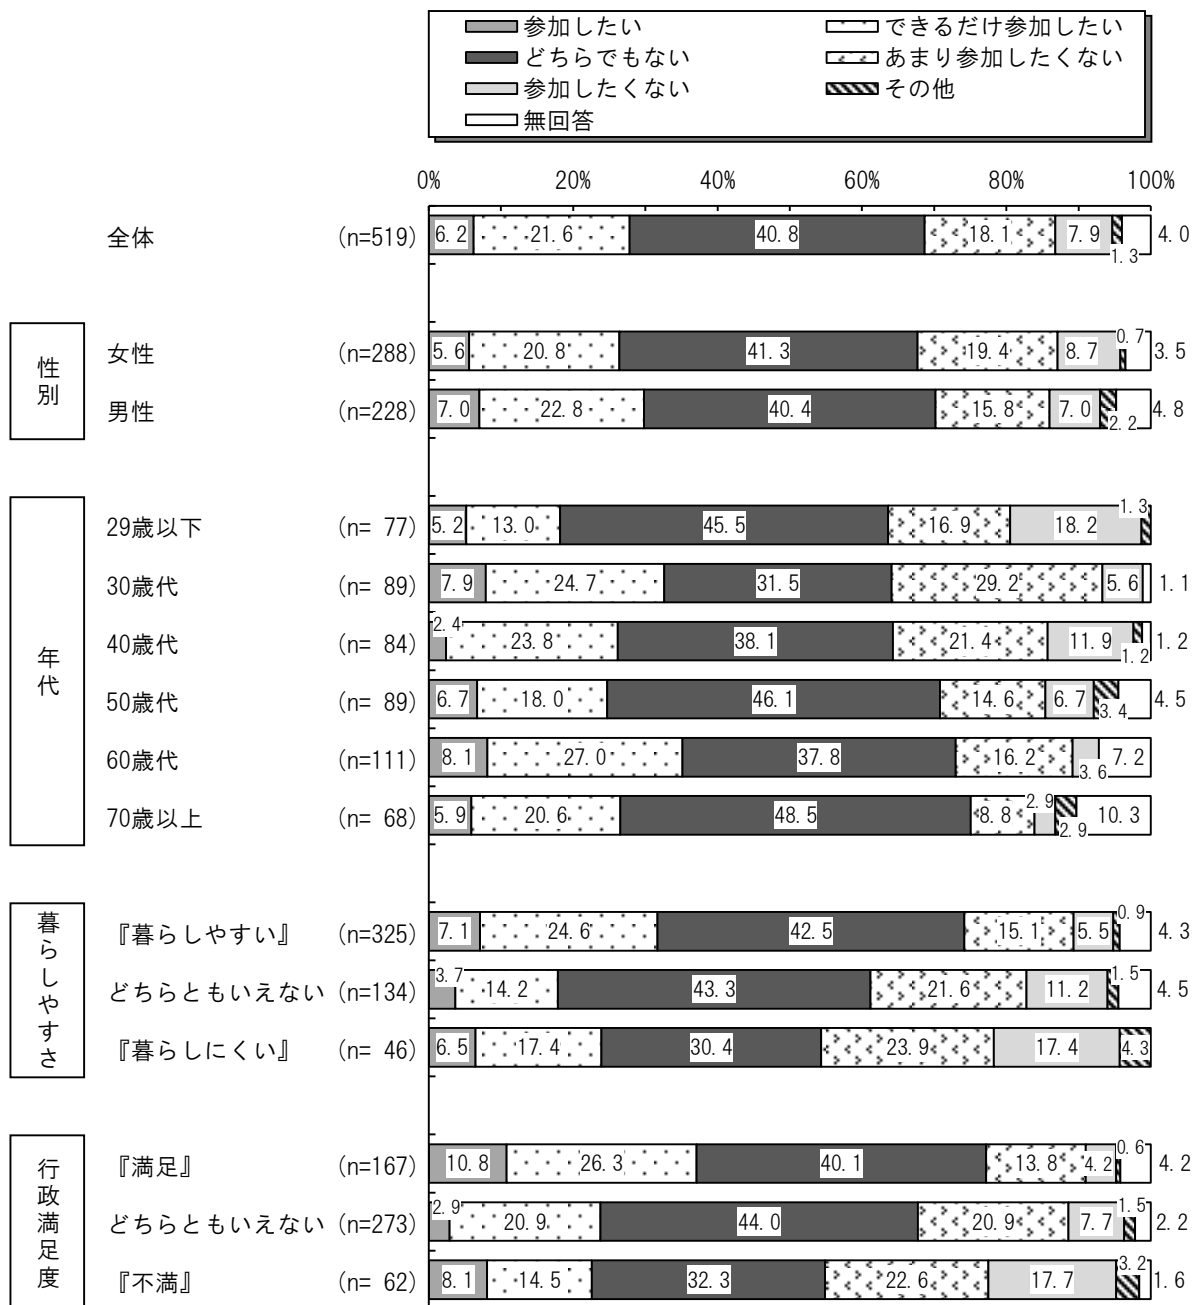 参加したい できるだけ参加したい
どちらでもない あまり参加したくない
参加したくない その他
無回答
0% 20% 40% 60% 80% 100%
全体 (n=519) 6.2 21.6 40.8 18.1 7.9 1.3 4.0
性別
女性 (n=288) 5.6 20.8 41.3 19.4 8.7 0.7 3.5
男性 (n=228) 7.0 22.8 40.4 15.8 7.0 2.2 4.8
年代
29歳以下 (n= 77) 5.2 13.0 45.5 16.9 18.2 1.3
30歳代 (n= 89) 7.9 24.7 31.5 29.2 5.6 1.1
40歳代 (n= 84) 2.4 23.8 38.1 21.4 11.9 1.2 1.2
50歳代 (n= 89) 6.7 18.0 46.1 14.6 6.7 3.4 4.5
60歳代 (n=111) 8.1 27.0 37.8 16.2 3.6 7.2
70歳以上 (n= 68) 5.9 20.6 48.5 8.8 2.9 2.9 10.3
暮らしやすさ
『暮らしやすい』 (n=325) 7.1 24.6 42.5 15.1 5.5 0.9 4.3
どちらともいえない (n=134) 3.7 14.2 43.3 21.6 11.2 1.5 4.5
『暮らしにくい』 (n= 46) 6.5 17.4 30.4 23.9 17.4 4.3
行政満足度
『満足』 (n=167) 10.8 26.3 40.1 13.8 4.2 0.6 4.2
どちらともいえない (n=273) 2.9 20.9 44.0 20.9 7.7 1.5 2.2
『不満』 (n= 62) 8.1 14.5 32.3 22.6 17.7 3.2 1.6